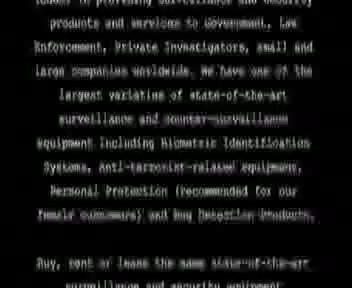 leader in providing surveillance and security
products and services to Government, Law
Enforcement, Private Investigators, small and
large companies worldwide. We have one of the
largest varieties of state-of-the-art
surveillance and counter-surveillance
equipment including Biometric Identification
Systems, anti-terrorist-related equipment,
Personal Protection (recommended for our
female customers) and Bug Detection Products.
Buy, rent or lease the same state-of-the-art
surveillance and security equipment